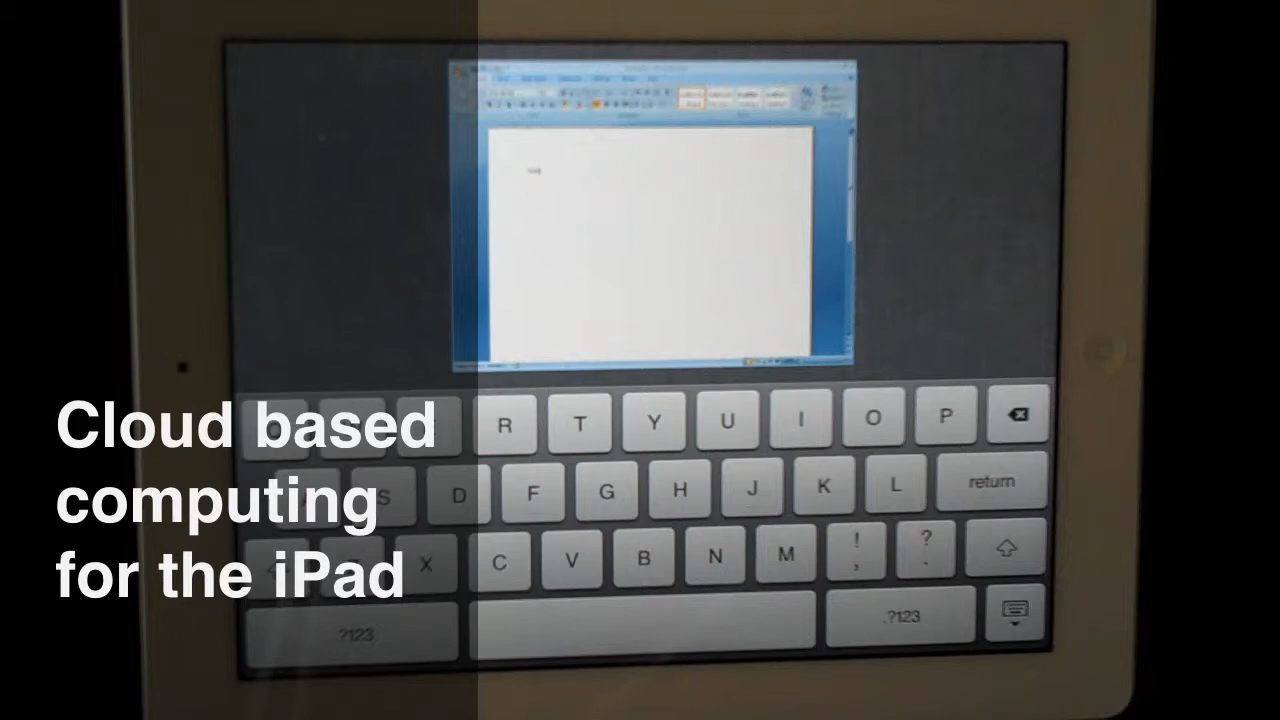 Cloud based
computing
for the iPad
R T Y U I O P
S D F G H J K L return
X C V B N M ! , ? .
?123 .?123